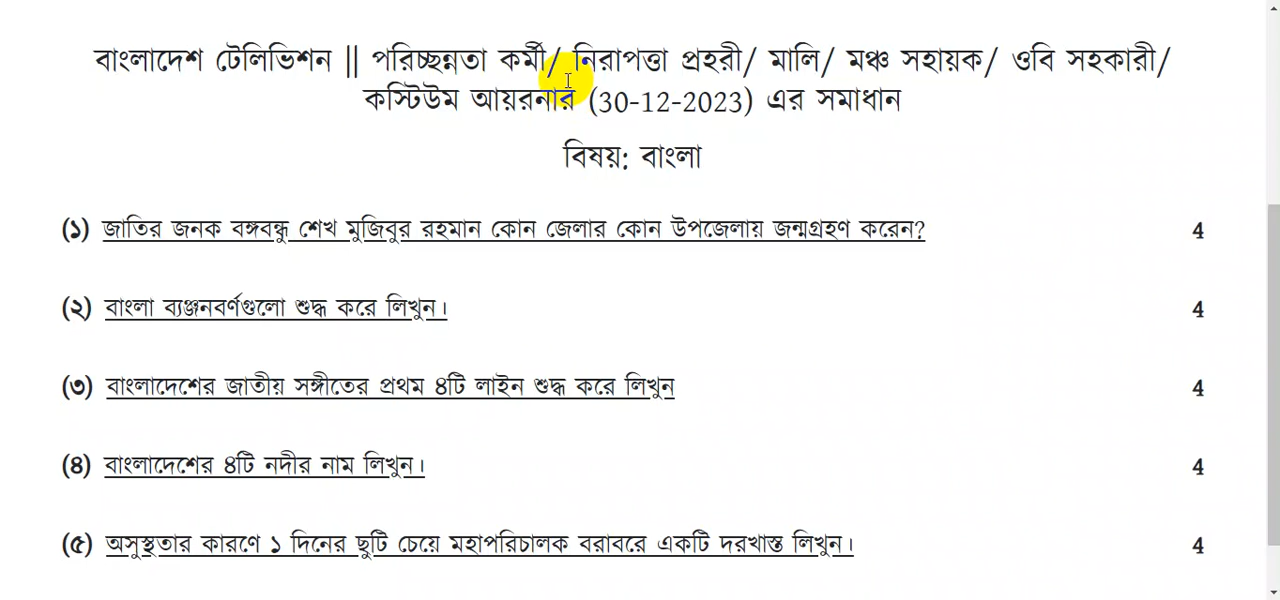 বাংলাদেশ টেলিভিশন || পরিচ্ছন্নতা কর্মী/ নিরাপত্তা প্রহরী/ মালি/ মঞ্চ সহায়ক/ ওবি সহকারী/
কস্টিউম আয়রনার (30-12-2023) এর সমাধান
বিষয়: বাংলা
(১) জাতির জনক বঙ্গবন্ধু শেখ মুজিবুর রহমান কোন জেলার কোন উপজেলায় জন্মগ্রহণ করেন? 4
(২) বাংলা ব্যঞ্জনবর্ণগুলো শুদ্ধ করে লিখুন। 4
(৩) বাংলাদেশের জাতীয় সঙ্গীতের প্রথম ৪টি লাইন শুদ্ধ করে লিখুন 4
(৪) বাংলাদেশের ৪টি নদীর নাম লিখুন। 4
(৫) অসুস্থতার কারণে ১ দিনের ছুটি চেয়ে মহাপরিচালক বরাবরে একটি দরখাস্ত লিখুন। 4